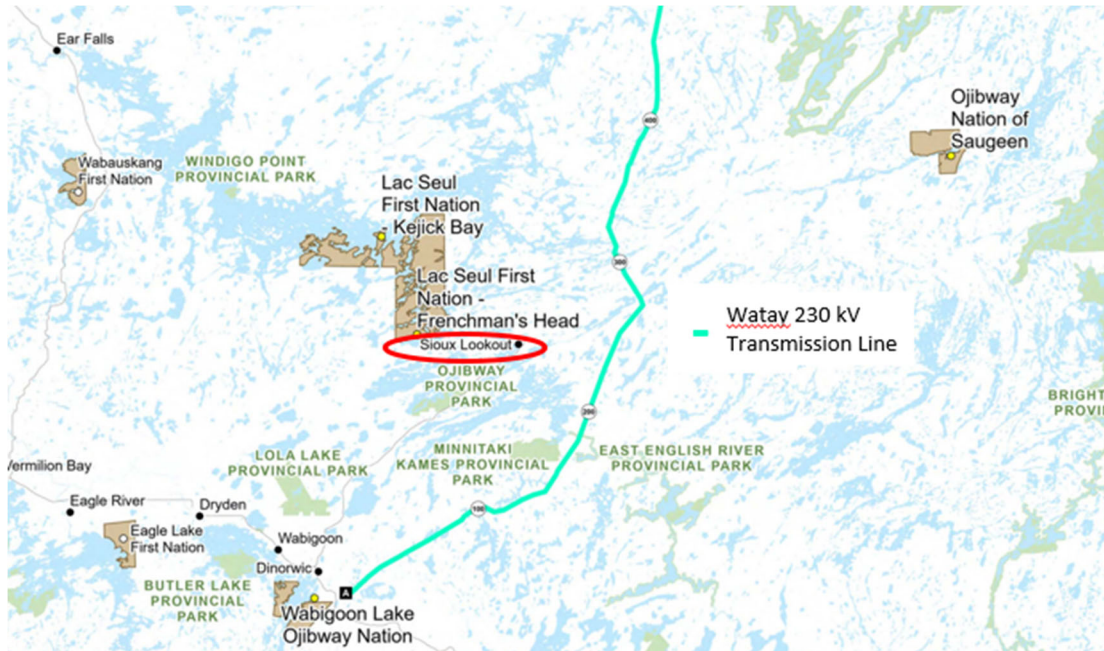 Ear Falls
400
Ojibway
Nation of
Saugeen
Wabauskang
First Nation
WINDIGO POINT
PROVINCIAL PARK
Lac Seul
First Nation
- Kejick Bay
300
Lac Seul First
Nation -
Frenchman's Head
Sioux Lookout
Watay 230 kV
Transmission Line
OJIBWAY
PROVINCIAL
PARK
BRIGHT
PROVI
200
LOLA LAKE
PROVINCIAL PARK
MINNITAKI
KAMES PROVINCIAL
PARK
EAST ENGLISH RIVER
PROVINCIAL PARK
Vermilion Bay
Eagle River
Dryden
100
Eagle Lake
First Nation
Wabigoon
Dinorwic
BUTLER LAKE
PROVINCIAL
PARK
A
Wabigoon Lake
Ojibway Nation